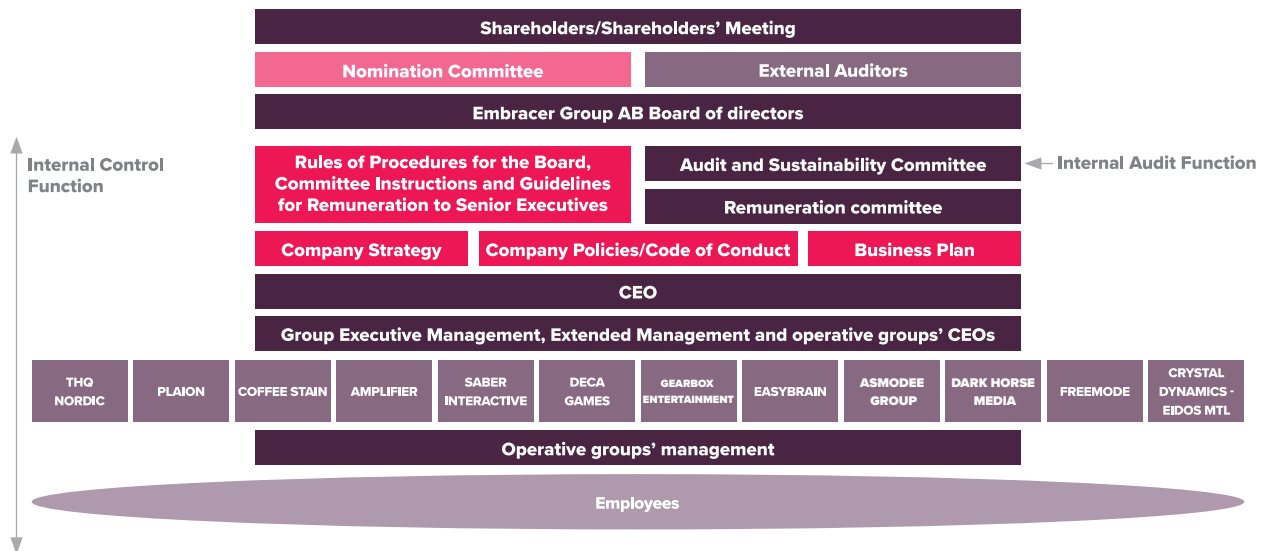 Shareholders/Shareholders’ Meeting
Nomination Committee
External Auditors
Embracer Group AB Board of directors
Internal Control
Function
Rules of Procedures for the Board,
Committee Instructions and Guidelines
for Remuneration to Senior Executives
Audit and Sustainability Committee
Internal Audit Function
Remuneration committee
Company Strategy
Company Policies/Code of Conduct
Business Plan
CEO
Group Executive Management, Extended Management and operative groups’ CEOs
THQ
NORDIC
PLAION
COFFEE STAIN
AMPLIFIER
SABER
INTERACTIVE
DECA
GAMES
GEARBOX
ENTERTAINMENT
EASYBRAIN
ASMODEE
GROUP
DARK HORSE
MEDIA
FREEMODE
CRYSTAL
DYNAMICS -
EIDOS MTL
Operative groups’ management
Employees